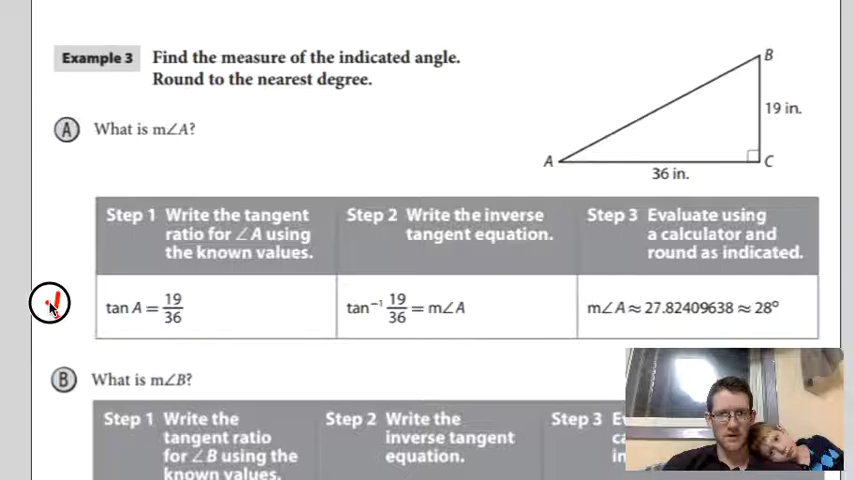 Example 3 Find the measure of the indicated angle.
Round to the nearest degree.
B
19 in.
A
C
36 in.
A What is m∠A?
Step 1 Write the tangent
ratio for ∠A using
the known values.
Step 2 Write the inverse
tangent equation.
Step 3 Evaluate using
a calculator and
round as indicated.
tan A = 19/36
tan⁻¹ 19/36 = m∠A
m∠A ≈ 27.82409638 ≈ 28°
B What is m∠B?
Step 1 Write the
tangent ratio
for ∠B using the
known values.
Step 2 Write the
inverse tangent
equation.
Step 3